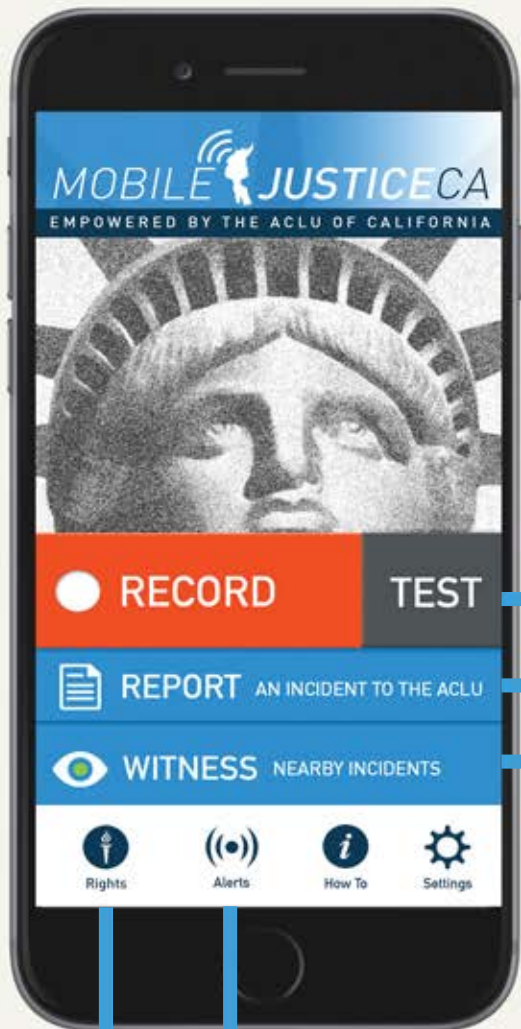 MOBILE JUSTICECA
EMPOWERED BY THE ACLU OF CALIFORNIA
RECORD TEST
REPORT AN INCIDENT TO THE ACLU
WITNESS NEARBY INCIDENTS
Rights Alerts How To Settings